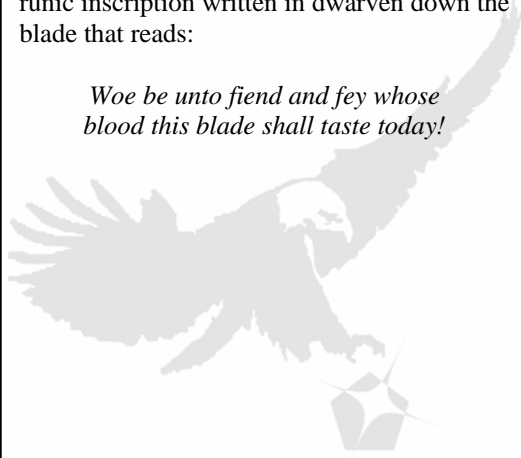 runic inscription written in dwarven down the
blade that reads:
Woe be unto fiend and fey whose
blood this blade shall taste today!